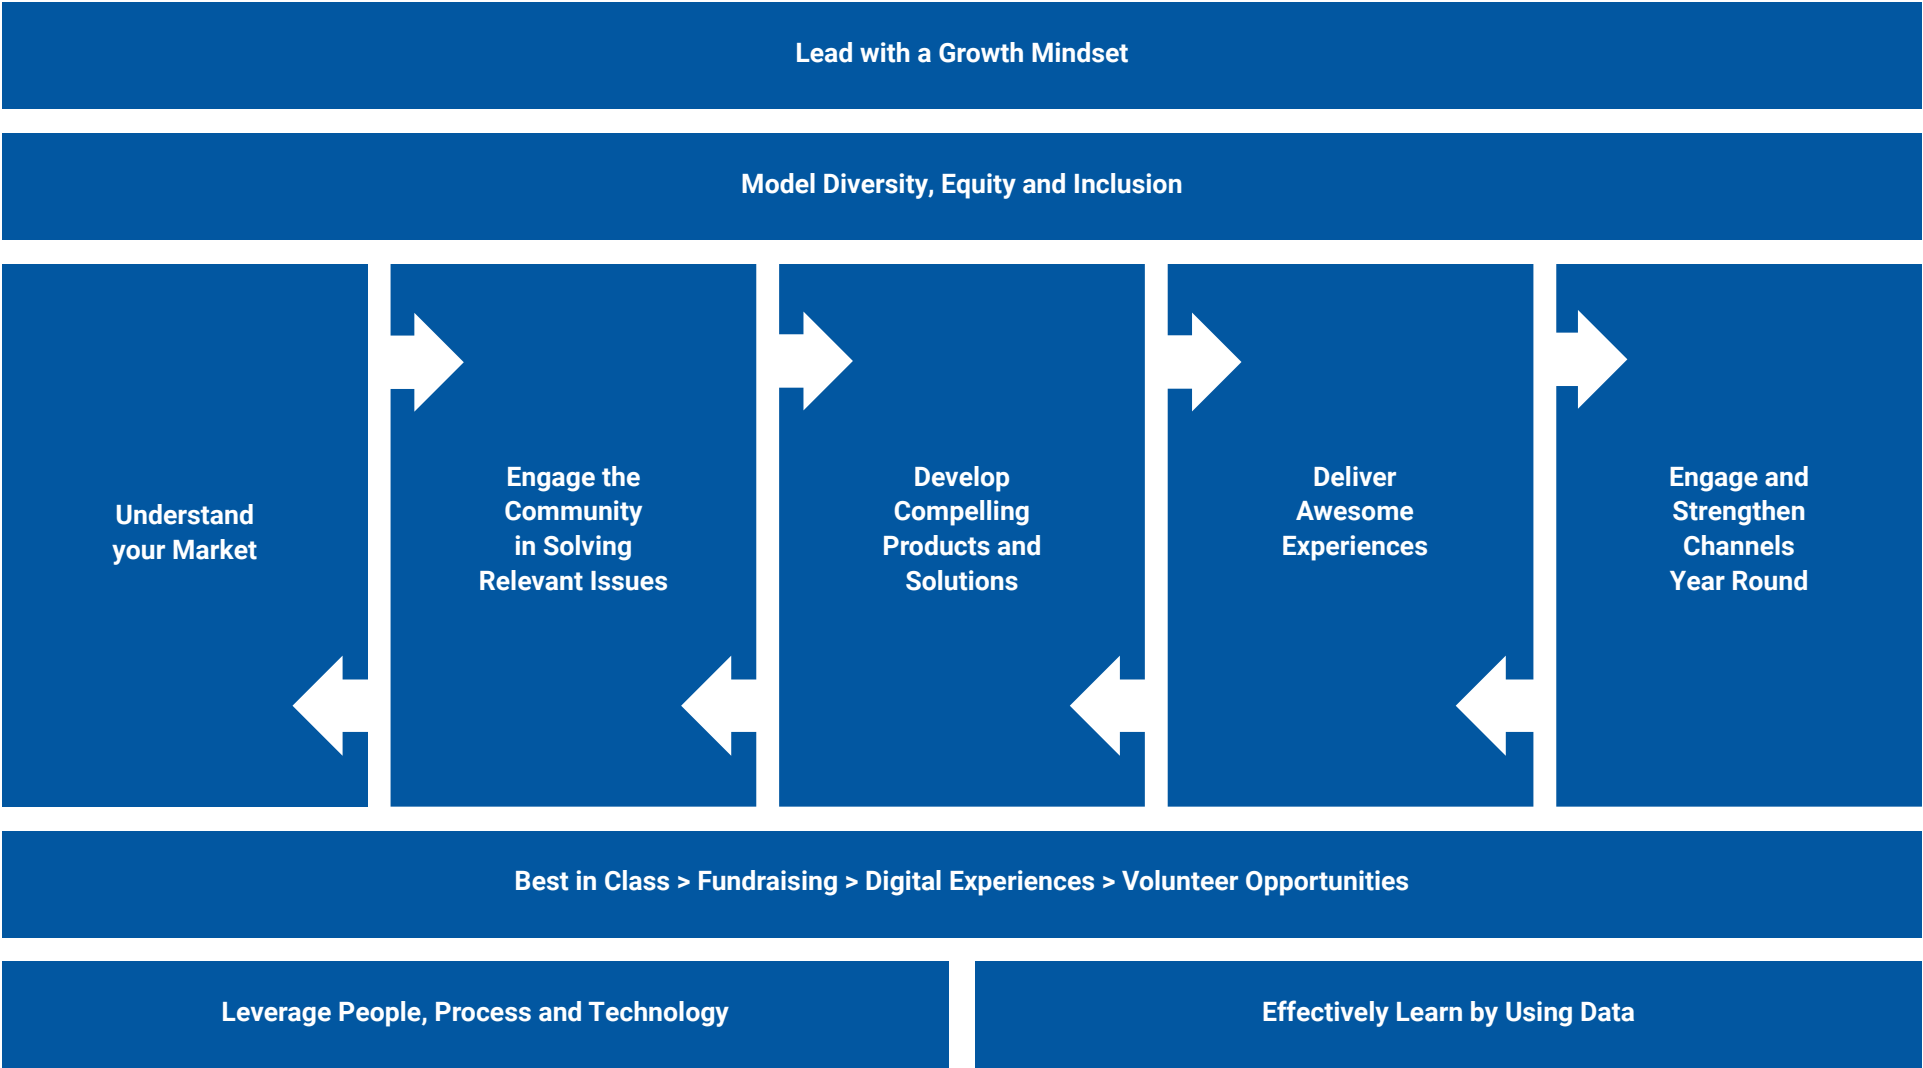 Lead with a Growth Mindset
Model Diversity, Equity and Inclusion
Understand
your Market
Engage the
Community
in Solving
Relevant Issues
Develop
Compelling
Products and
Solutions
Deliver
Awesome
Experiences
Engage and
Strengthen
Channels
Year Round
Best in Class > Fundraising > Digital Experiences > Volunteer Opportunities
Leverage People, Process and Technology
Effectively Learn by Using Data